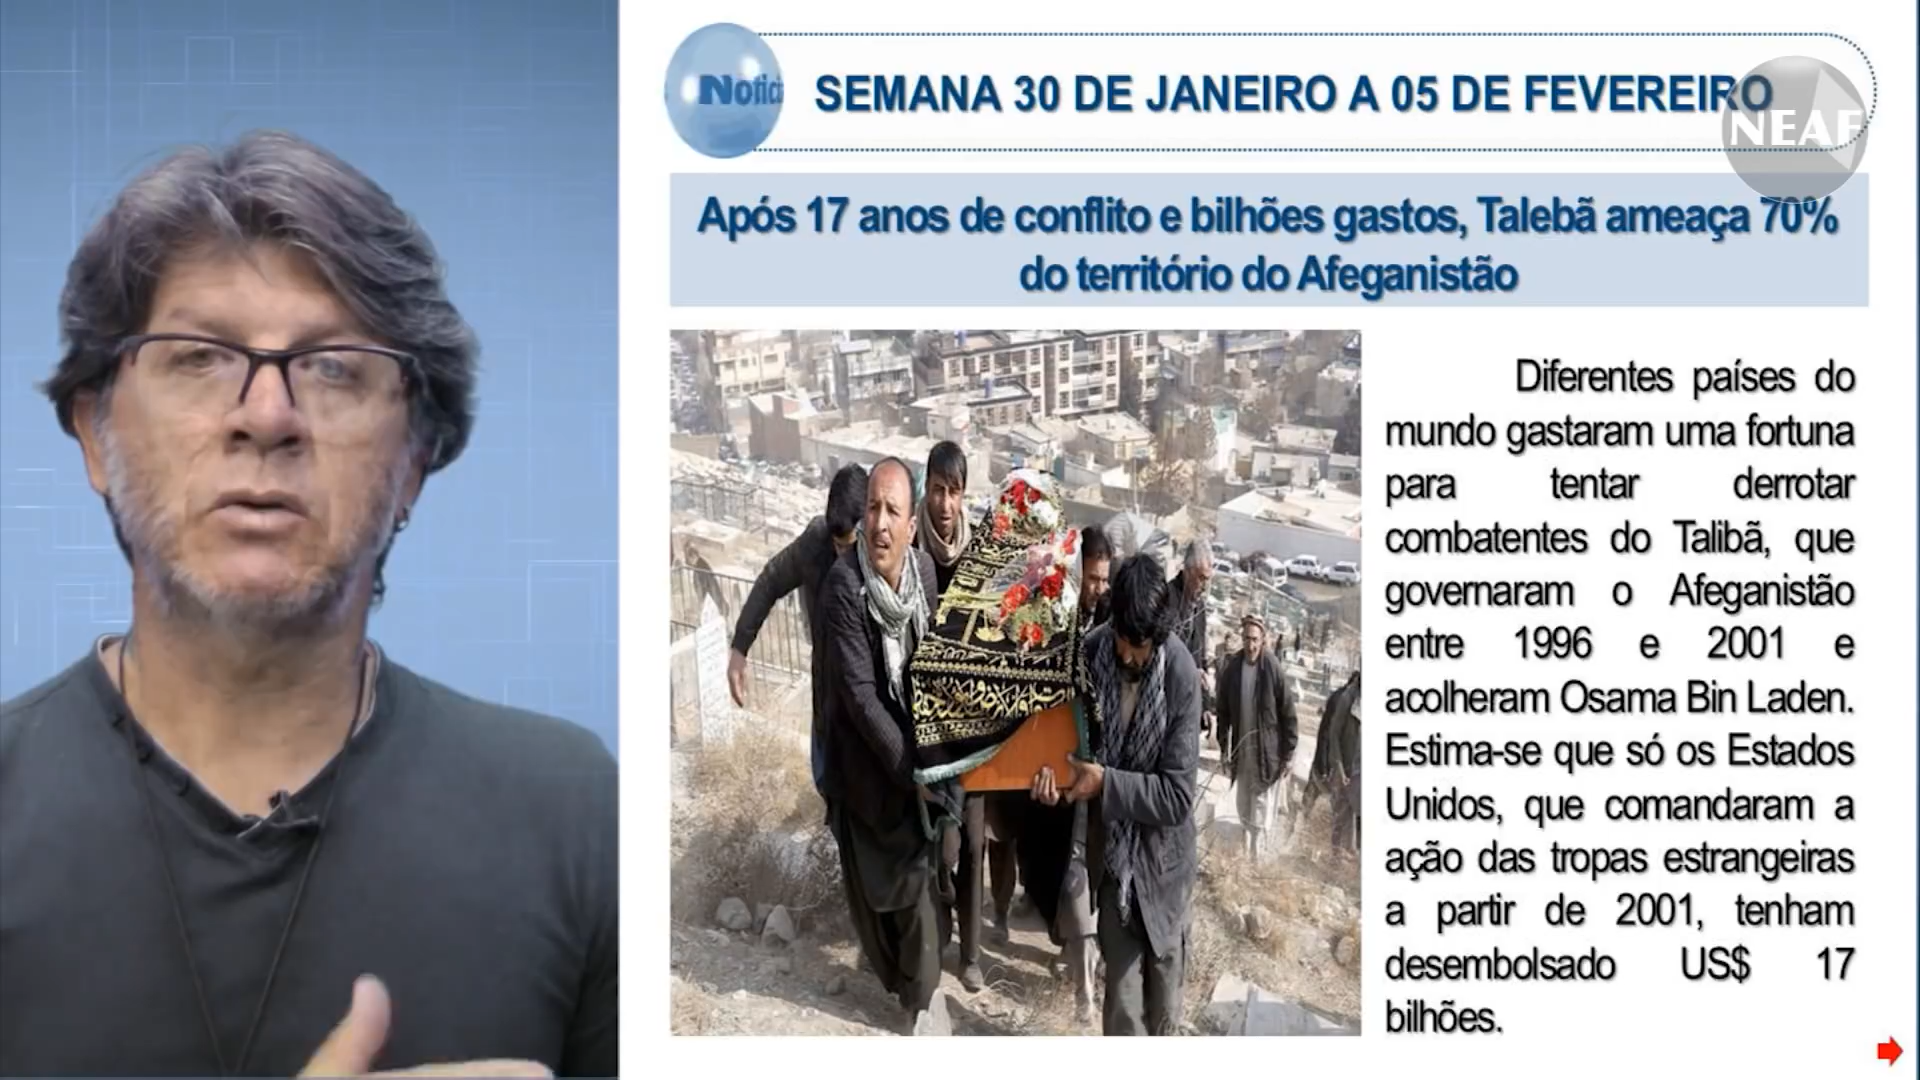 Notíc
SEMANA 30 DE JANEIRO A 05 DE FEVEREIRO
NEAF
Após 17 anos de conflito e bilhões gastos, Talebã ameaça 70%
do território do Afeganistão
Diferentes países do
mundo gastaram uma fortuna
para tentar derrotar
combatentes do Talibã, que
governaram o Afeganistão
entre 1996 e 2001 e
acolheram Osama Bin Laden.
Estima-se que só os Estados
Unidos, que comandaram a
ação das tropas estrangeiras
a partir de 2001, tenham
desembolsado US$ 17
bilhões.